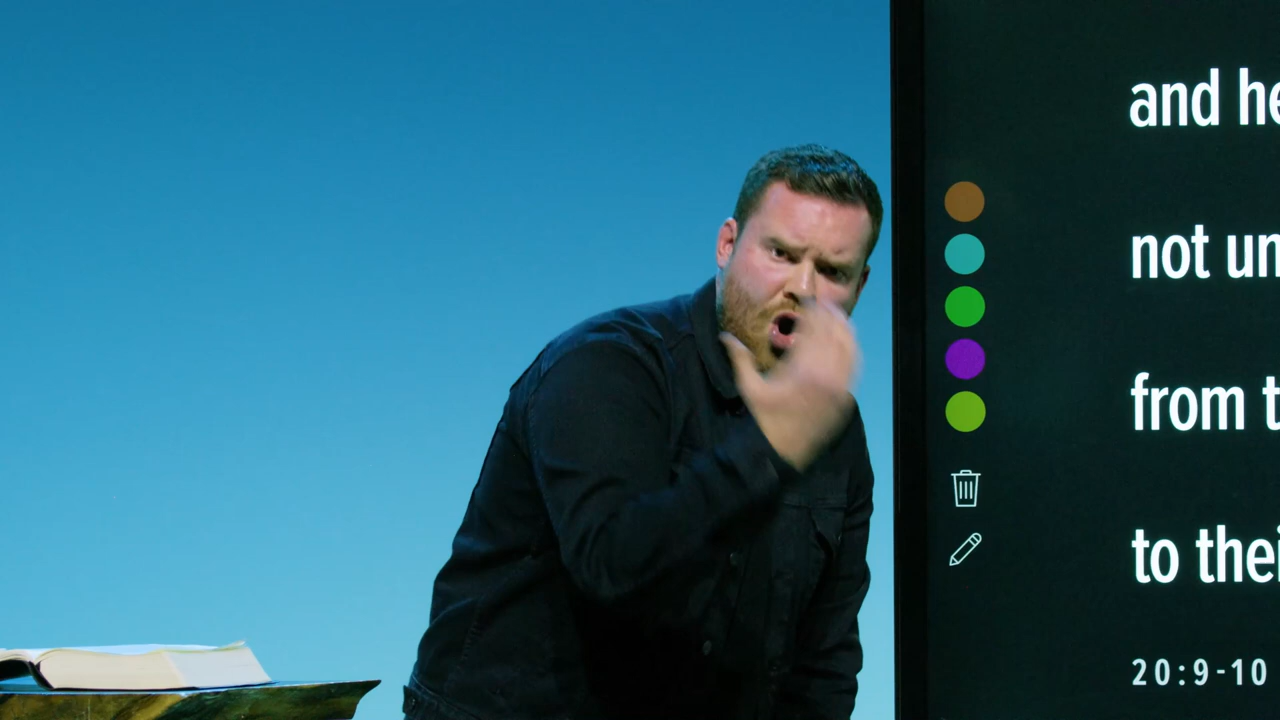 and he
not un
from t
to thei
20:9-10